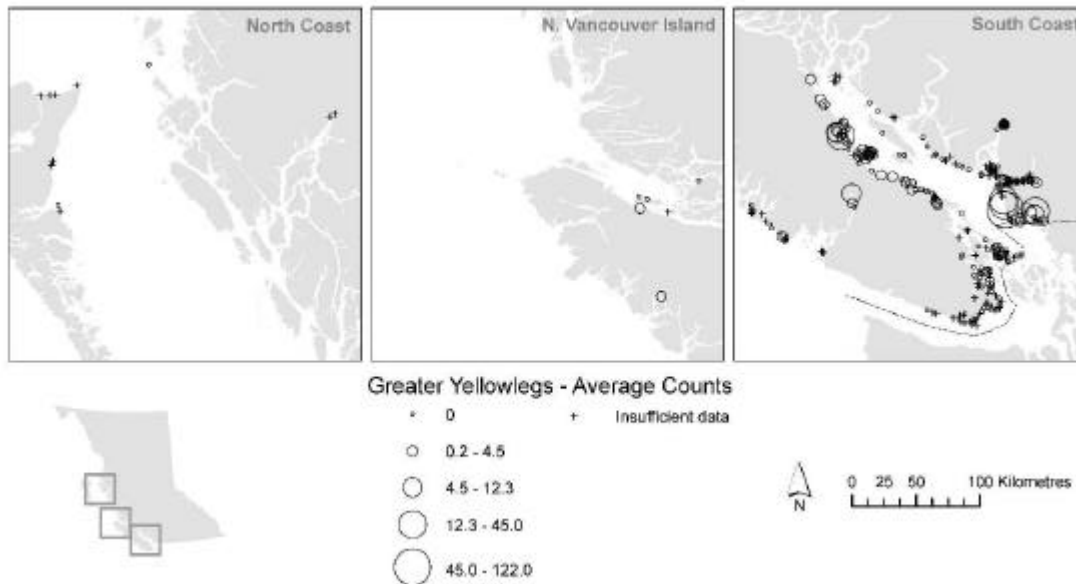 North Coast
N. Vancouver Island
South Coast
Greater Yellowlegs - Average Counts
0
Insufficient data
0.2 - 4.5
4.5 - 12.3
12.3 - 45.0
45.0 - 122.0
N
0 25 50 100 Kilometres